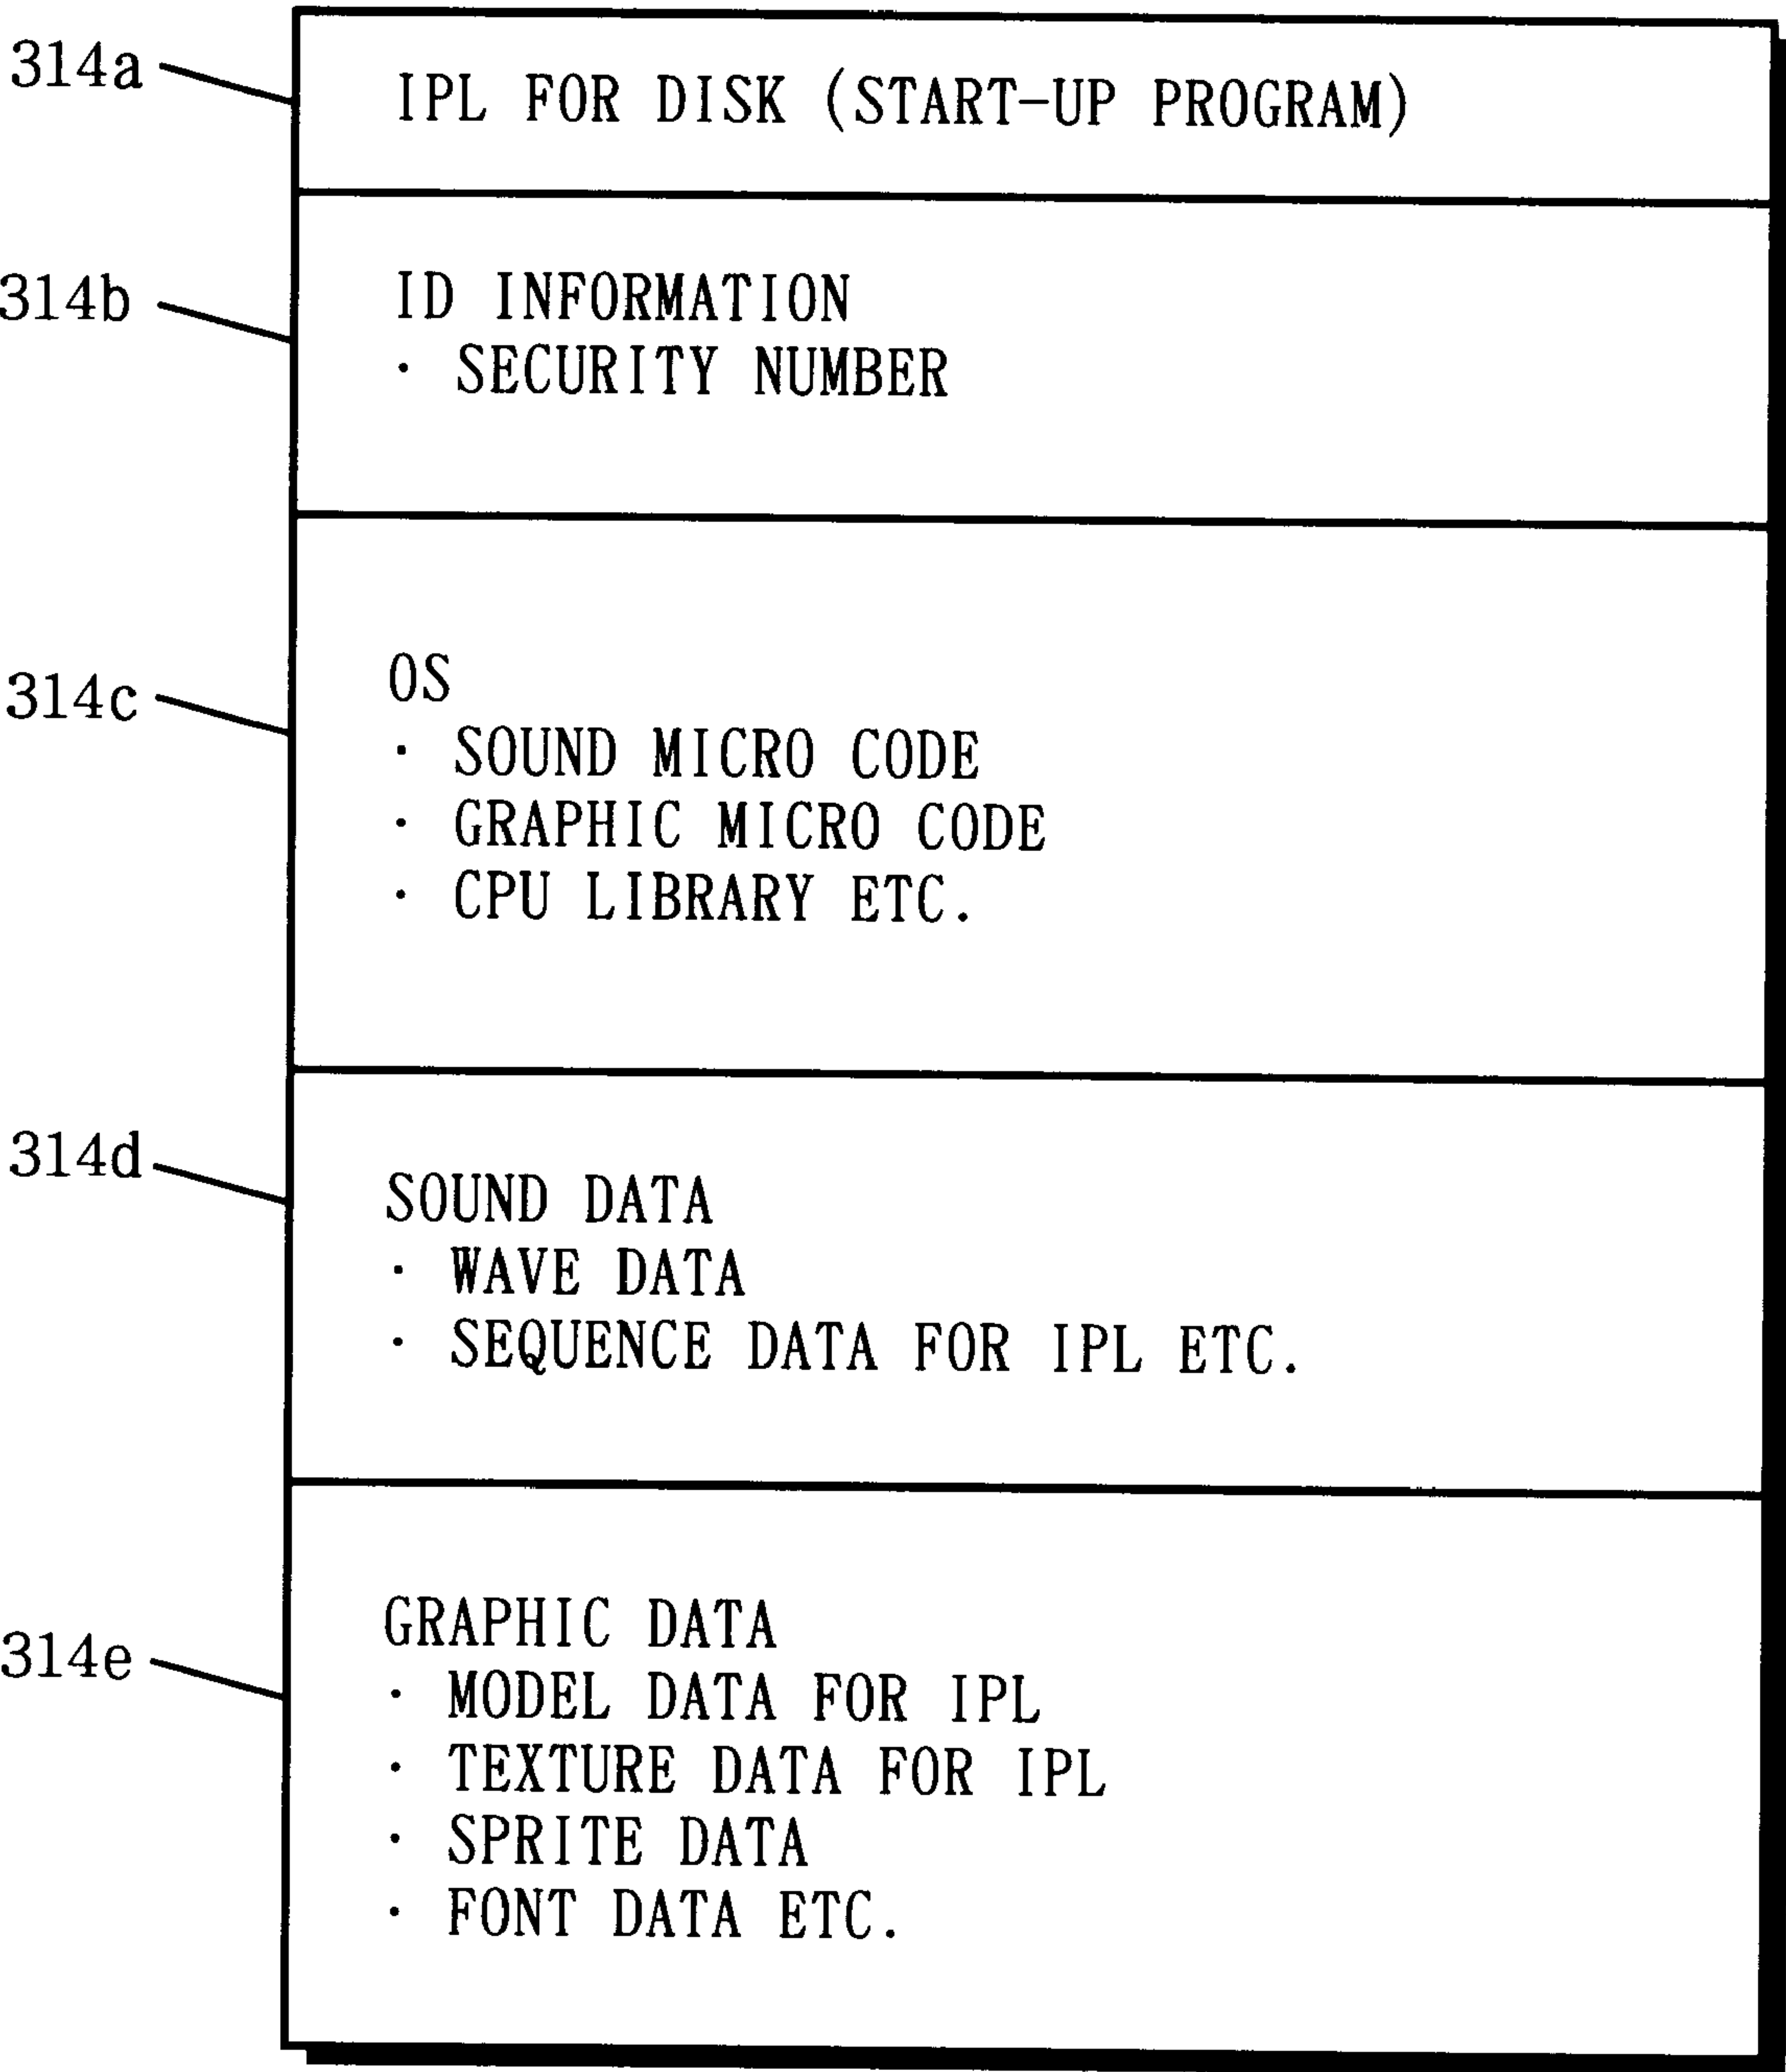 314a
IPL FOR DISK (START-UP PROGRAM)
314b
ID INFORMATION
· SECURITY NUMBER
314c
OS
· SOUND MICRO CODE
· GRAPHIC MICRO CODE
· CPU LIBRARY ETC.
314d
SOUND DATA
· WAVE DATA
· SEQUENCE DATA FOR IPL ETC.
314e
GRAPHIC DATA
· MODEL DATA FOR IPL
· TEXTURE DATA FOR IPL
· SPRITE DATA
· FONT DATA ETC.